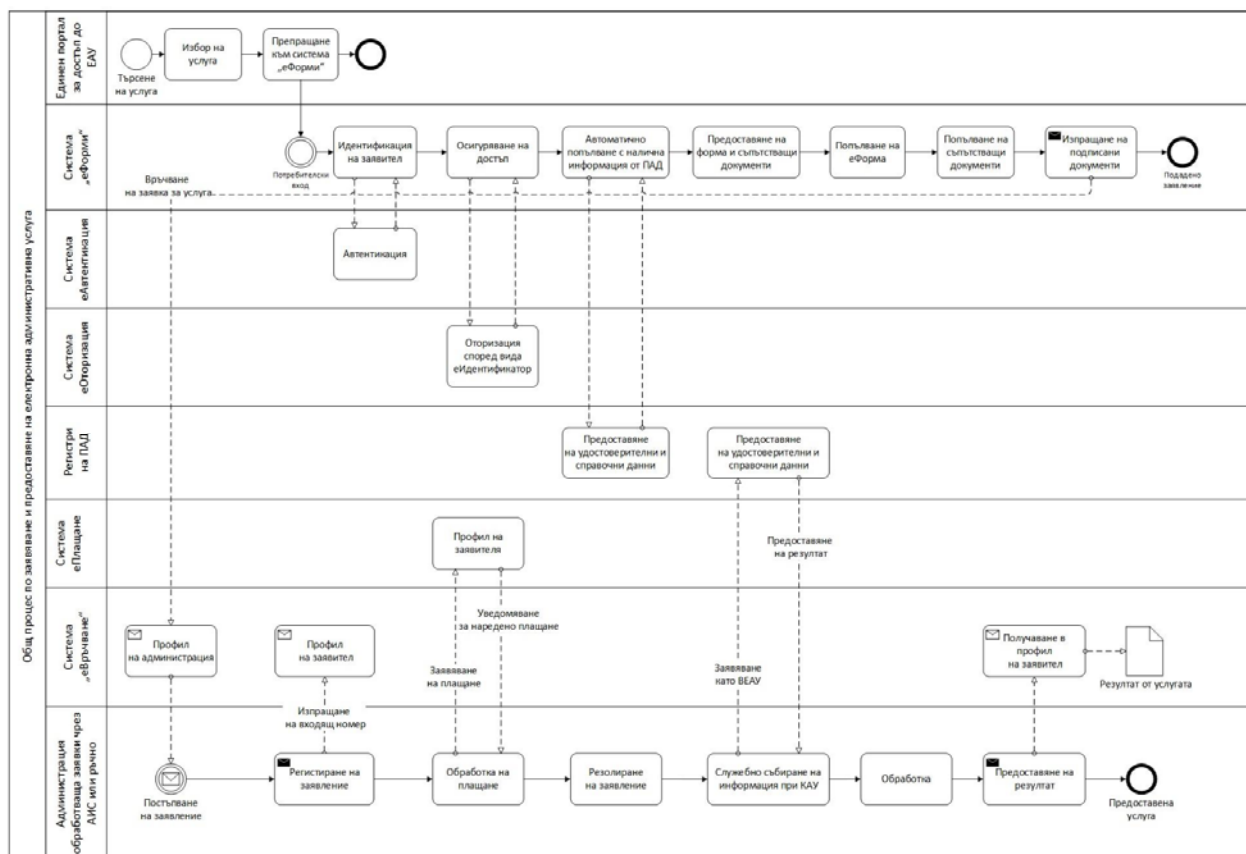 Общ процес по заявяване и предоставяне на електронна административна услуга
Единен портал
за достъп до
ЕАУ
Търсене
на услуга
Избор на
услуга
Препращане
към система
„еФорми“
Система
„еФорми“
Потребителски
вход
Идентификация
на заявител
Осигуряване на
достъп
Автоматично
попълване с налична
информация от ПАД
Предоставяне на
форма и съпътстващи
документи
Попълване на
еФорма
Попълване на
съпътстващи
документи
Изпращане на
подписани
документи
Подадено
заявление
Връчване
на заявка за услуга
Система
еАвтентикация
Автентикация
Система
еОторизация
Оторизация
според вида
еИдентификатор
Регистри
на ПАД
Предоставяне
на удостоверителни и
справочни данни
Предоставяне
на удостоверителни и
справочни данни
Система
еПлащане
Профил на
заявителя
Предоставяне
на резултат
Система
„еВръчване“
Профил
на администрация
Профил
на заявител
Уведомяване
за наредено плащане
Заявяване
на плащане
Заявяване
като ВЕАУ
Получаване в
профил
на заявител
Резултат от услугата
Изпращане
на входящ номер
Администрация
обработваща заявки чрез
АИС или ръчно
Постъпване
на заявление
Регистиране на
заявление
Обработка на
плащане
Резолиране
на заявление
Служебно събиране на
информация при КАУ
Обработка
Предоставяне на
резултат
Предоставена
услуга